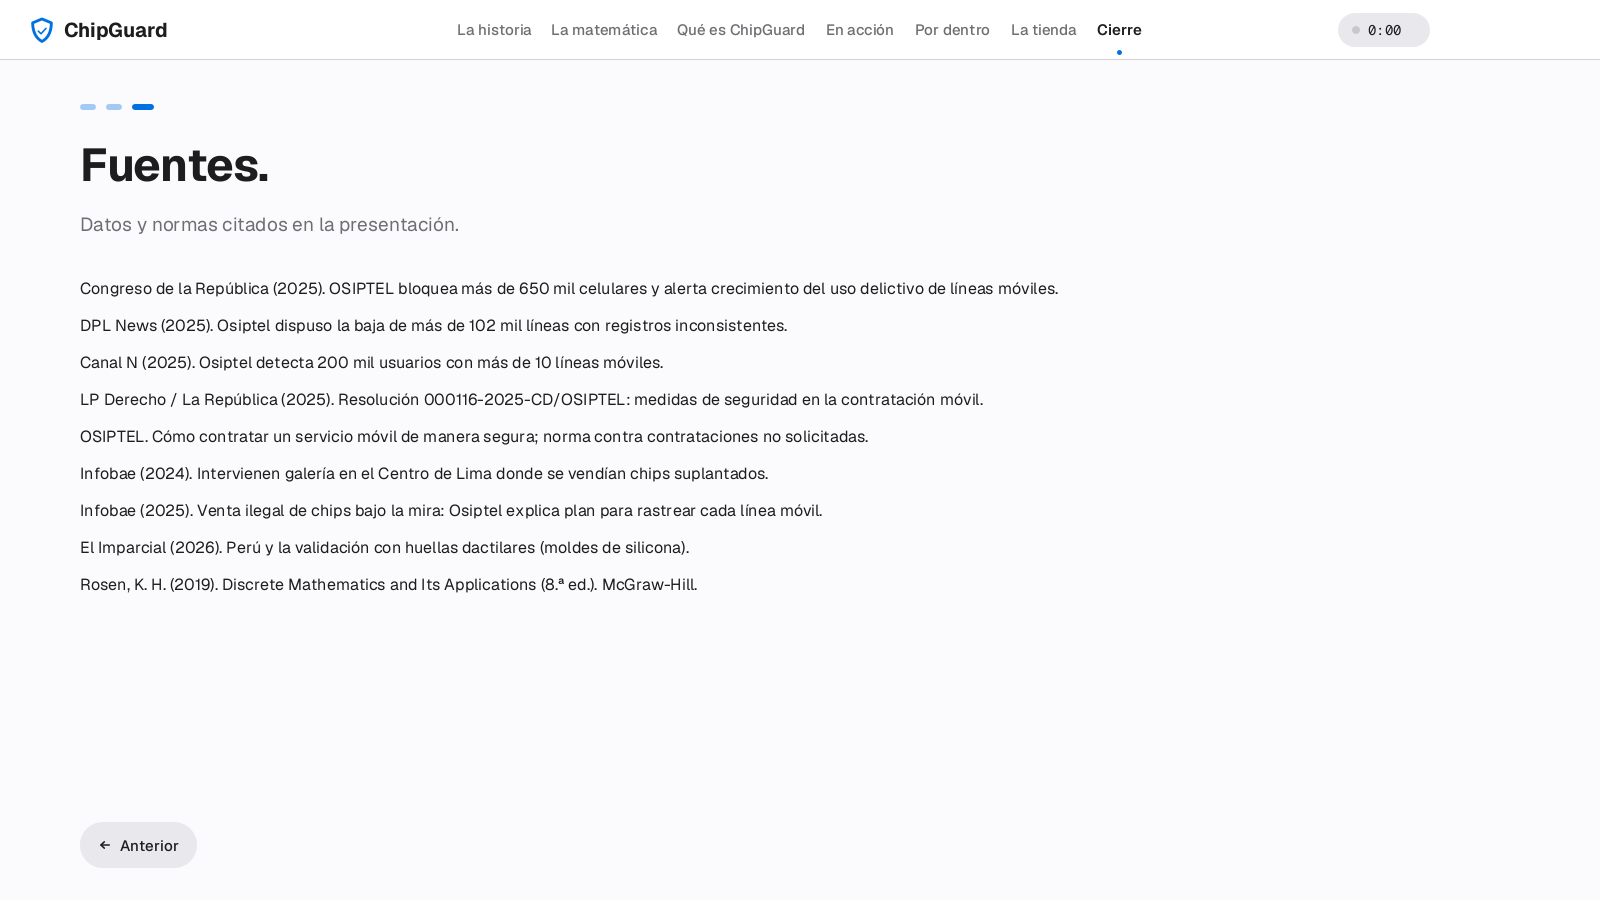 ChipGuard
La historia
La matemática
Qué es ChipGuard
En acción
Por dentro
La tienda
Cierre
0:00
Fuentes.
Datos y normas citados en la presentación.
Congreso de la República (2025). OSIPTEL bloquea más de 650 mil celulares y alerta crecimiento del uso delictivo de líneas móviles.
DPL News (2025). Osiptel dispuso la baja de más de 102 mil líneas con registros inconsistentes.
Canal N (2025). Osiptel detecta 200 mil usuarios con más de 10 líneas móviles.
LP Derecho / La República (2025). Resolución 000116-2025-CD/OSIPTEL: medidas de seguridad en la contratación móvil.
OSIPTEL. Cómo contratar un servicio móvil de manera segura; norma contra contrataciones no solicitadas.
Infobae (2024). Intervienen galería en el Centro de Lima donde se vendían chips suplantados.
Infobae (2025). Venta ilegal de chips bajo la mira: Osiptel explica plan para rastrear cada línea móvil.
El Imparcial (2026). Perú y la validación con huellas dactilares (moldes de silicona).
Rosen, K. H. (2019). Discrete Mathematics and Its Applications (8.ª ed.). McGraw-Hill.
← Anterior